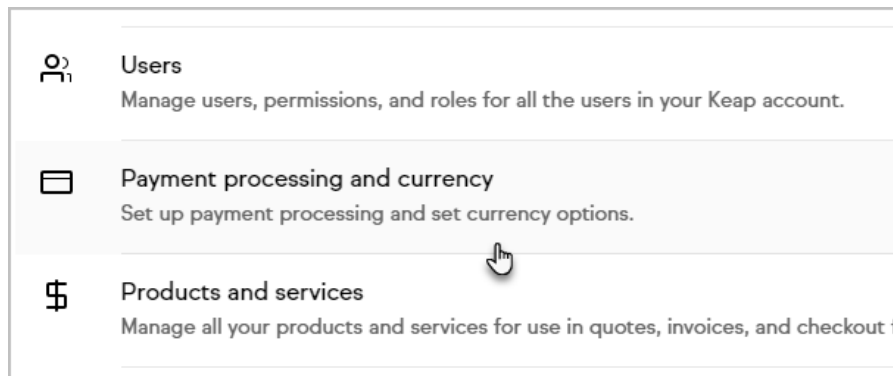 Users
Manage users, permissions, and roles for all the users in your Keap account.
Payment processing and currency
Set up payment processing and set currency options.
Products and services
Manage all your products and services for use in quotes, invoices, and checkout